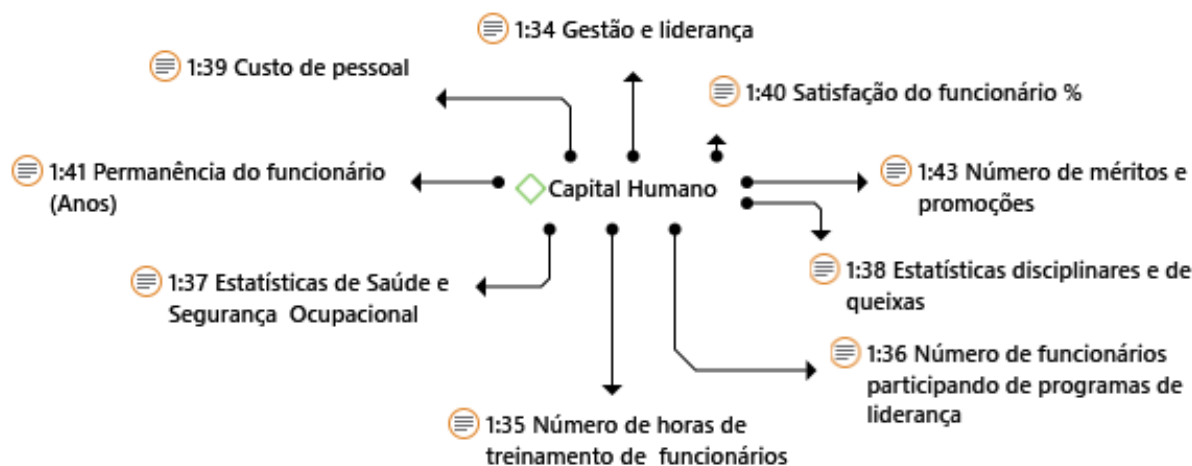 1:34 Gestão e liderança
1:39 Custo de pessoal
1:40 Satisfação do funcionário %
1:41 Permanência do funcionário
(Anos)
Capital Humano
1:43 Número de méritos e
promoções
1:37 Estatísticas de Saúde e
Segurança Ocupacional
1:38 Estatísticas disciplinares e de
queixas
1:36 Número de funcionários
participando de programas de
liderança
1:35 Número de horas de
treinamento de funcionários